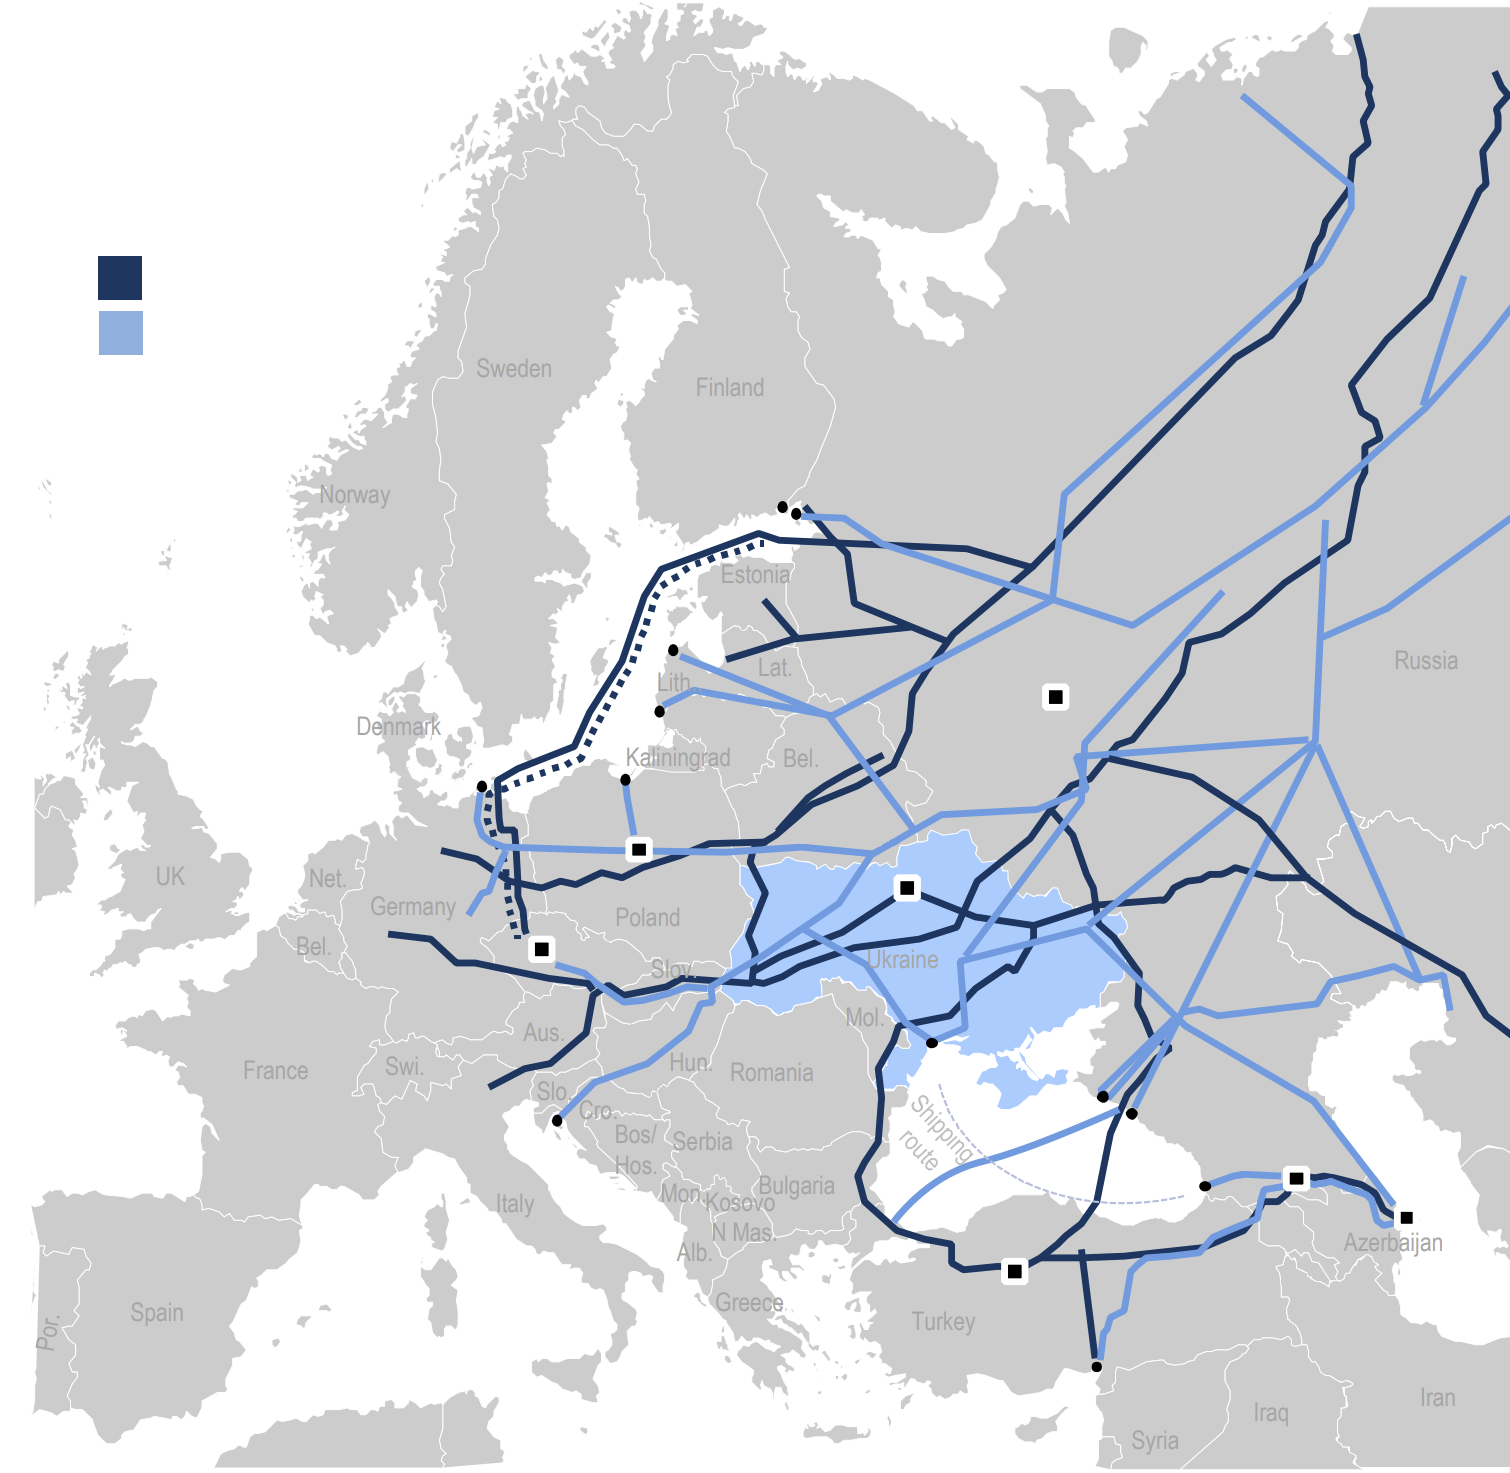 Sweden
Finland
Norway
Estonia
Russia
Lat.
Lith.
Denmark
Kaliningrad
Bel.
UK
Net.
Germany
Poland
Bel.
Slov.
Ukraine
Mol.
Aus.
France
Swi.
Hun.
Romania
Slo.
Cro.
Bos/
Hos.
Serbia
Shipping
route
Bulgaria
Mon.
Kosovo
Italy
N Mas.
Alb.
Azerbaijan
Greece
Turkey
Spain
Por.
Iran
Iraq
Syria